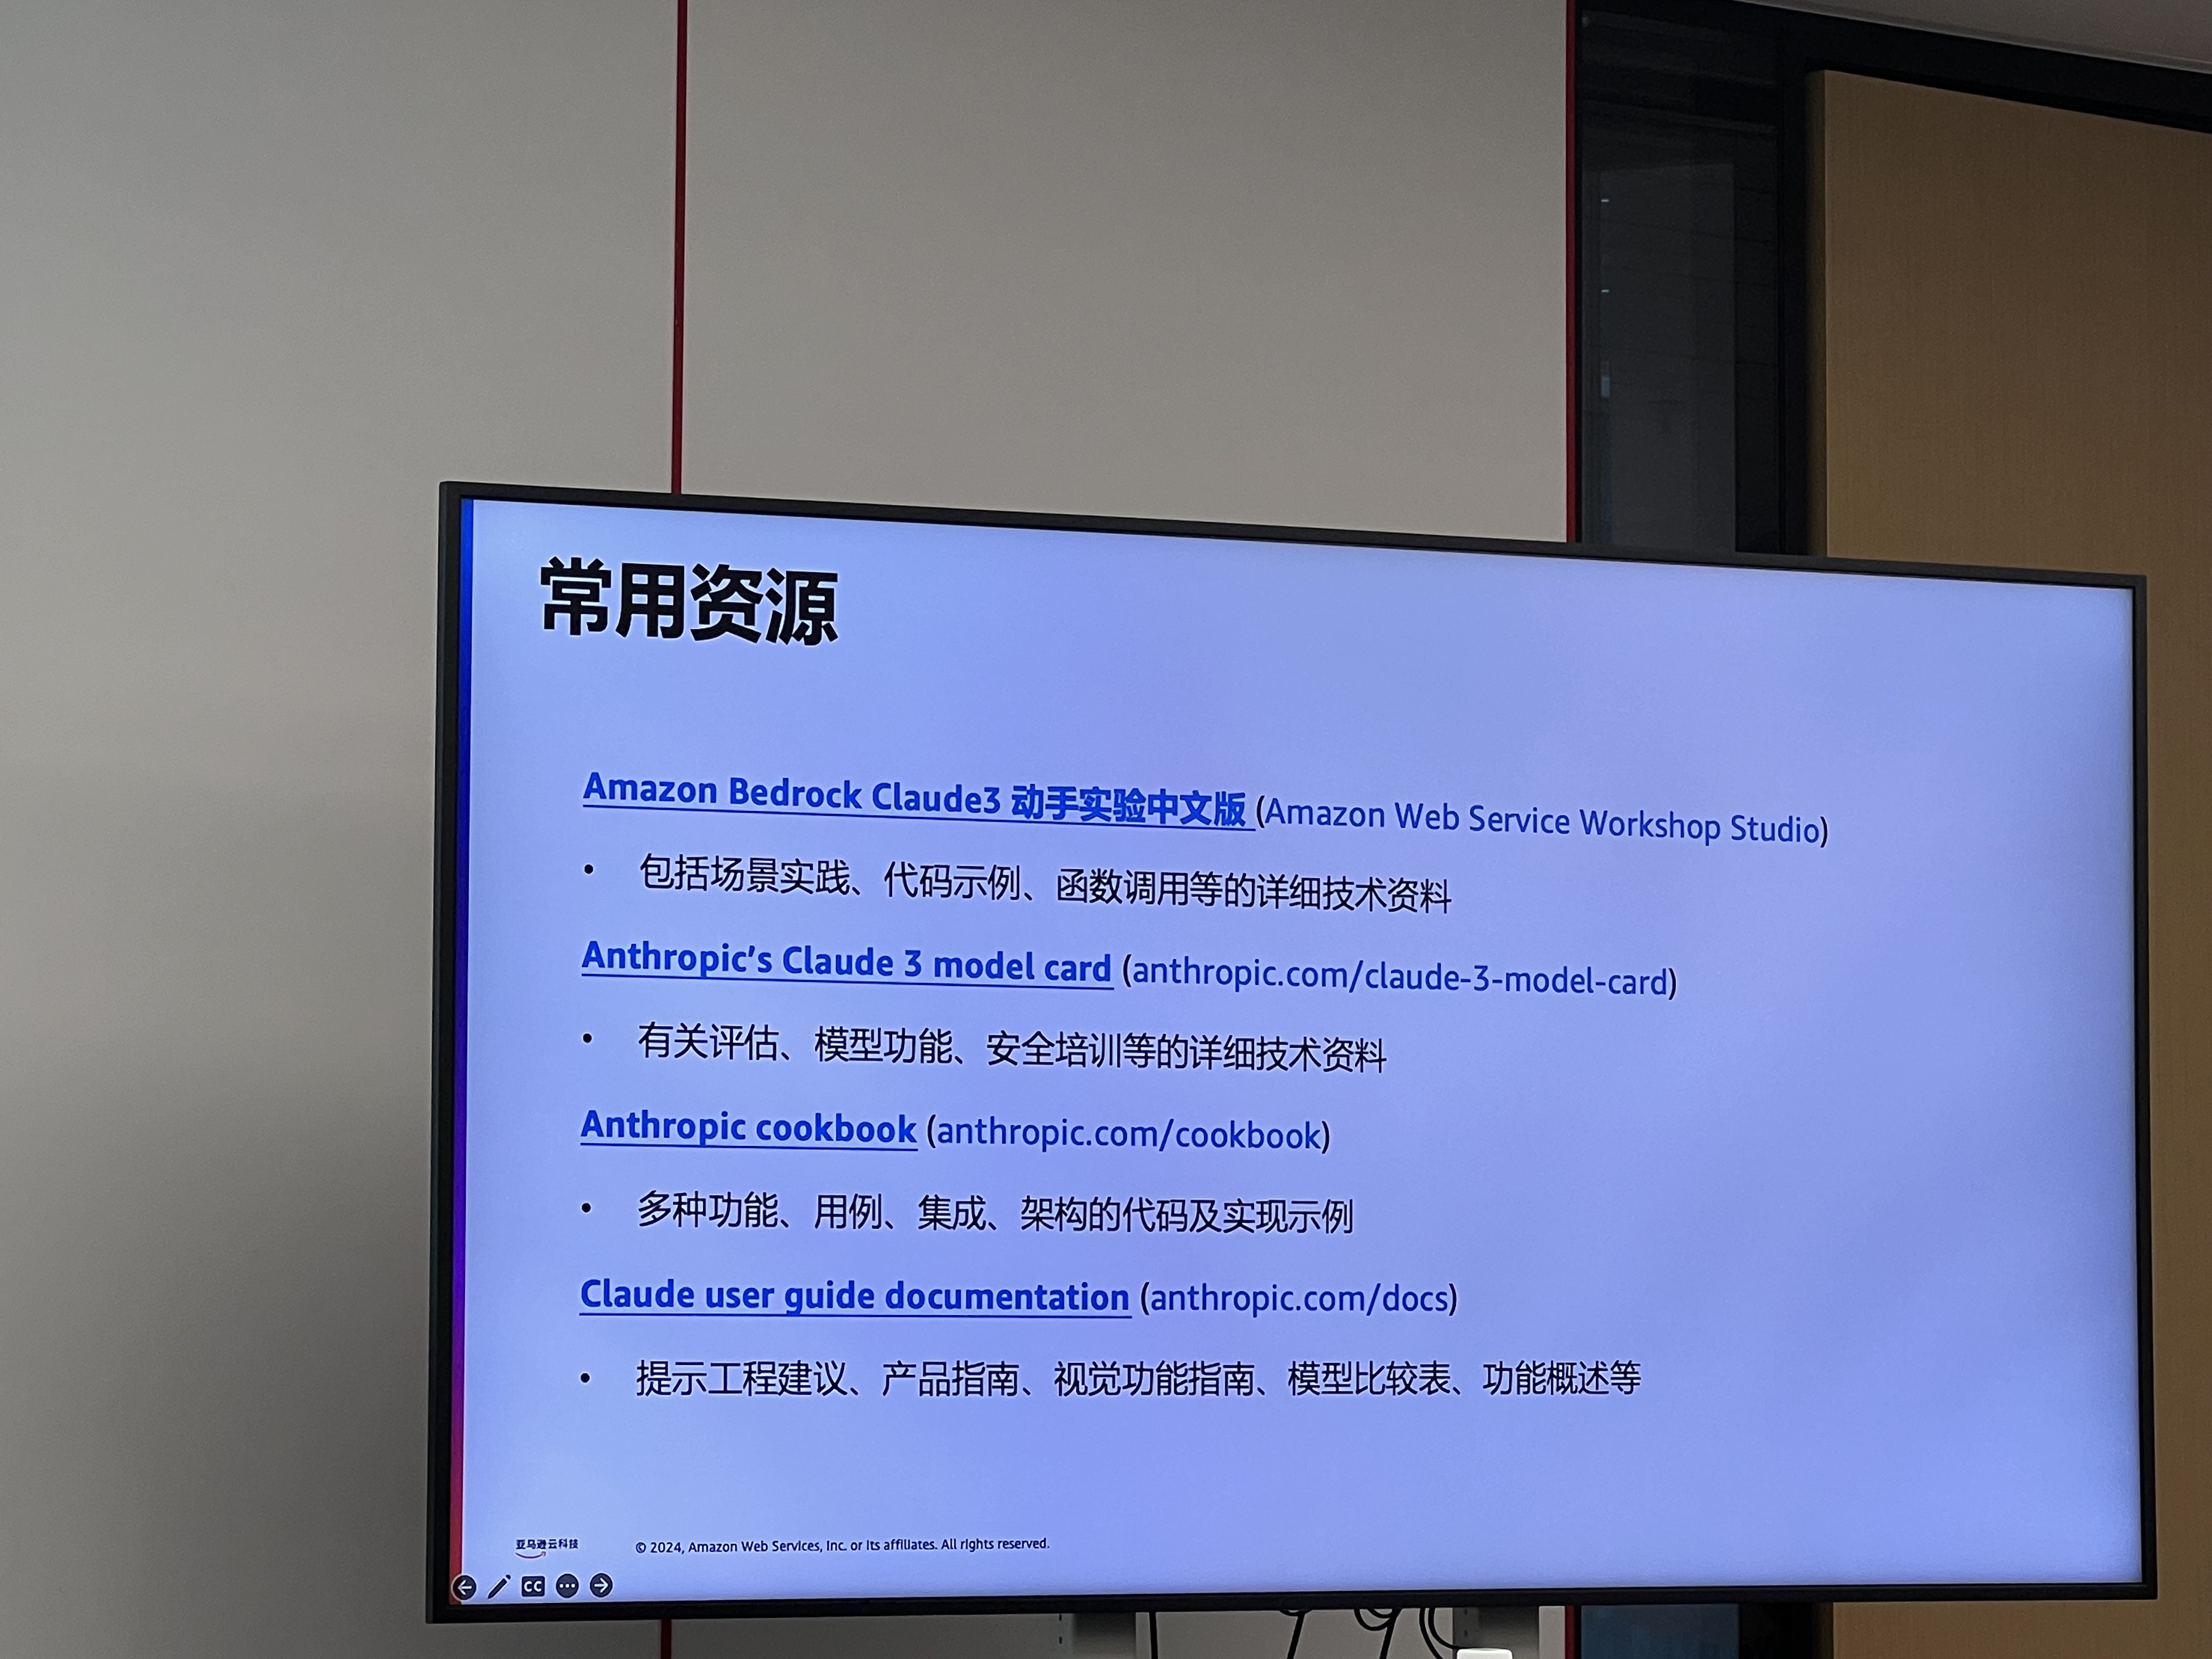 常用资源
Amazon Bedrock Claude3 动手实验中文版 (Amazon Web Service Workshop Studio)
• 包括场景实践、代码示例、函数调用等的详细技术资料
Anthropic’s Claude 3 model card (anthropic.com/claude-3-model-card)
• 有关评估、模型功能、安全培训等的详细技术资料
Anthropic cookbook (anthropic.com/cookbook)
• 多种功能、用例、集成、架构的代码及实现示例
Claude user guide documentation (anthropic.com/docs)
• 提示工程建议、产品指南、视觉功能指南、模型比较表、功能概述等
亚马逊云科技
© 2024, Amazon Web Services, Inc. or its affiliates. All rights reserved.
CC